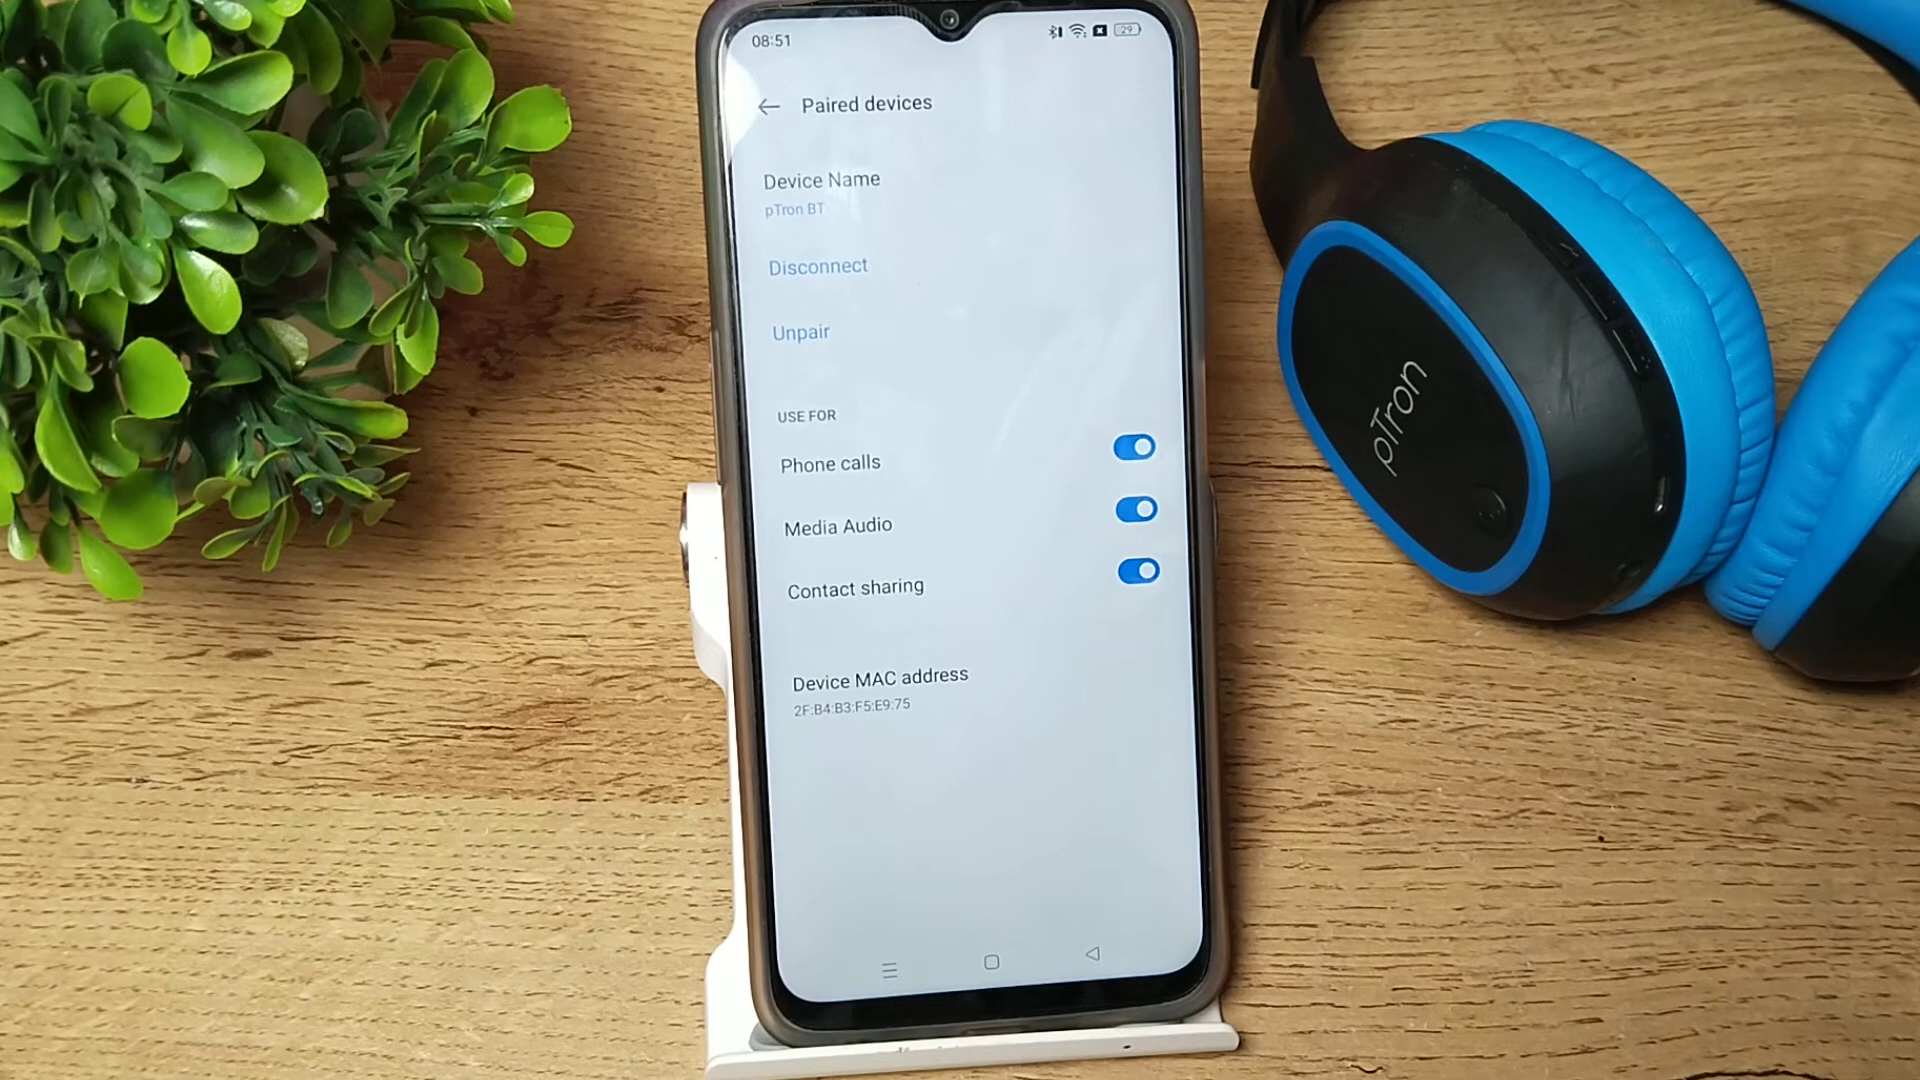 08:51
29
Paired devices
Device Name
pTron BT
Disconnect
Unpair
USE FOR
Phone calls
Media Audio
Contact sharing
Device MAC address
2F:B4:B3:F5:E9:75
pTron